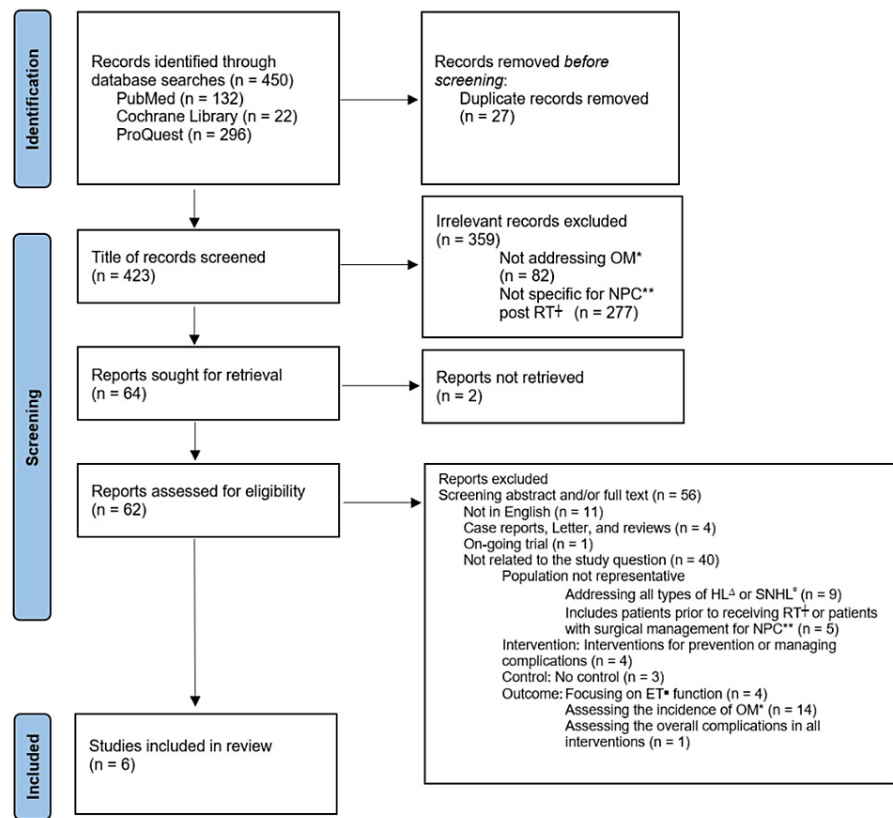 Identification
Records identified through
database searches (n = 450)
PubMed (n = 132)
Cochrane Library (n = 22)
ProQuest (n = 296)
Records removed before
screening:
Duplicate records removed
(n = 27)
Screening
Title of records screened
(n = 423)
Irrelevant records excluded
(n = 359)
Not addressing OM*
(n = 82)
Not specific for NPC**
post RT⸸ (n = 277)
Reports sought for retrieval
(n = 64)
Reports not retrieved
(n = 2)
Reports assessed for eligibility
(n = 62)
Reports excluded
Screening abstract and/or full text (n = 56)
Not in English (n = 11)
Case reports, Letter, and reviews (n = 4)
On-going trial (n = 1)
Not related to the study question (n = 40)
Population not representative
Addressing all types of HL∆ or SNHL° (n = 9)
Includes patients prior to receiving RT⸸ or patients
with surgical management for NPC** (n = 5)
Intervention: Interventions for prevention or managing
complications (n = 4)
Control: No control (n = 3)
Outcome: Focusing on ET▪ function (n = 4)
Assessing the incidence of OM* (n = 14)
Assessing the overall complications in all
interventions (n = 1)
Included
Studies included in review
(n = 6)